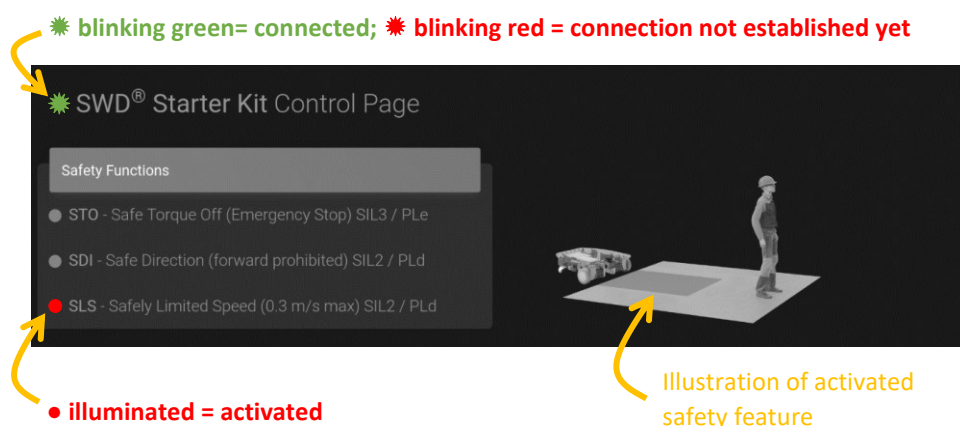 blinking green= connected; blinking red = connection not established yet
SWD® Starter Kit Control Page
Safety Functions
STO - Safe Torque Off (Emergency Stop) SIL3 / PLe
SDI - Safe Direction (forward prohibited) SIL2 / PLd
SLS - Safely Limited Speed (0.3 m/s max) SIL2 / PLd
● illuminated = activated
Illustration of activated
safety feature